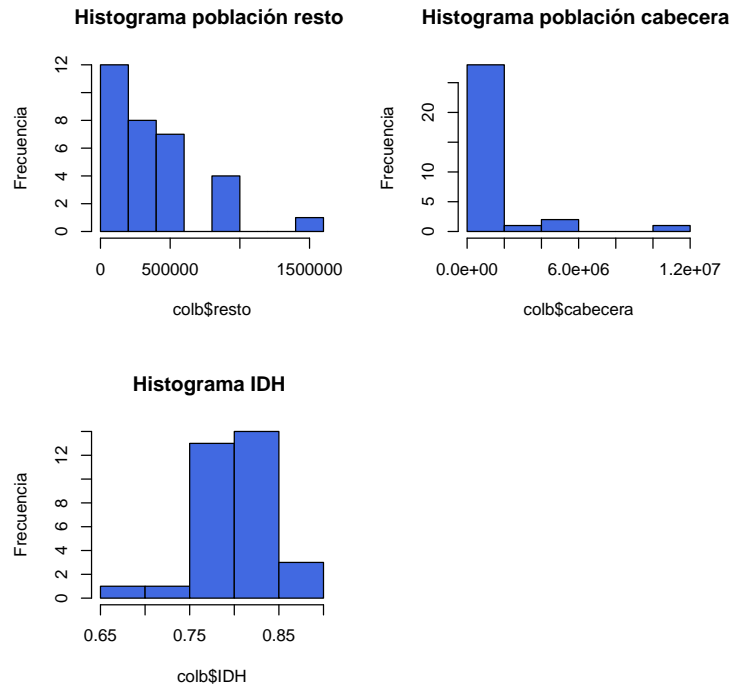 Histograma población resto
Frecuencia
0 2 4 6 8 12
0 500000 1500000
colb$resto
Histograma población cabecera
Frecuencia
0 5 10 20
0.0e+00 6.0e+06 1.2e+07
colb$cabecera
Histograma IDH
Frecuencia
0 2 4 6 8 12
0.65 0.75 0.85
colb$IDH